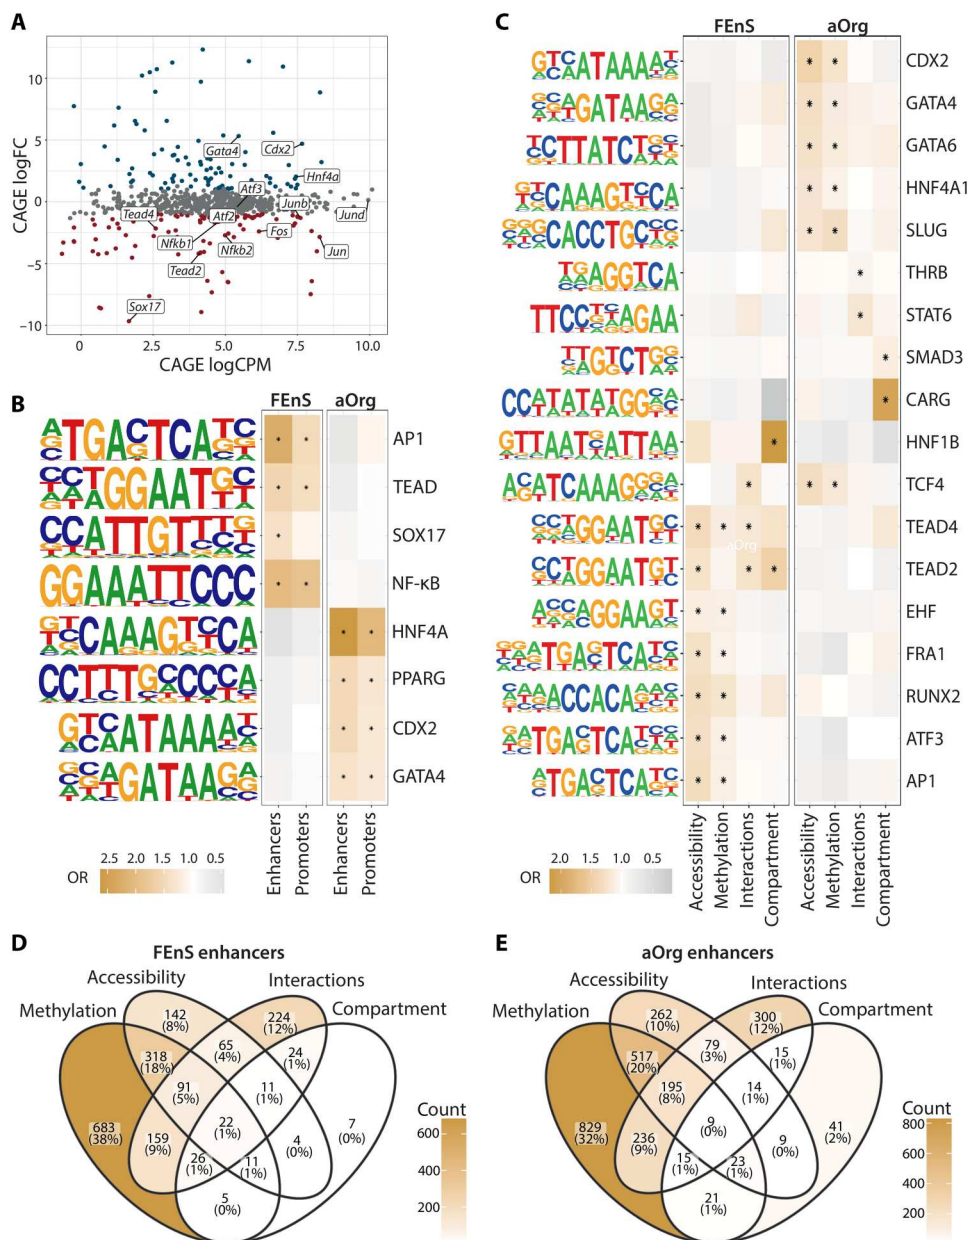 A
CAGE logFC
10
5
0
−5
−10
Gata4
Cdx2
Hnf4a
Atf3
Junb
Tead4
Atf2
Jund
Nfkb1
Fos
Nfkb2
Jun
Tead2
Sox17
0
2.5
5.0
7.5
10.0
CAGE logCPM
B
FEnS
aOrg
AP1
TEAD
SOX17
NF-κB
HNF4A
PPARG
CDX2
GATA4
Enhancers
Promoters
Enhancers
Promoters
OR
2.5 2.0 1.5 1.0 0.5
C
FEnS
aOrg
CDX2
GATA4
GATA6
HNF4A1
SLUG
THRB
STAT6
SMAD3
CARG
HNF1B
TCF4
TEAD4
aOrg
TEAD2
EHF
FRA1
RUNX2
ATF3
AP1
Accessibility
Methylation
Interactions
Compartment
Accessibility
Methylation
Interactions
Compartment
OR
2.0 1.5 1.0 0.5
D
FEnS enhancers
Accessibility
Interactions
Methylation
Compartment
142
(8%)
224
(12%)
65
(4%)
318
(18%)
24
(1%)
91
(5%)
11
(1%)
683
(38%)
22
(1%)
7
(0%)
159
(9%)
4
(0%)
26
(1%)
11
(1%)
5
(0%)
Count
600
400
200
E
aOrg enhancers
Accessibility
Interactions
Methylation
Compartment
262
(10%)
300
(12%)
79
(3%)
517
(20%)
15
(1%)
195
(8%)
14
(1%)
829
(32%)
9
(0%)
41
(2%)
236
(9%)
9
(0%)
15
(1%)
23
(1%)
21
(1%)
Count
800
600
400
200